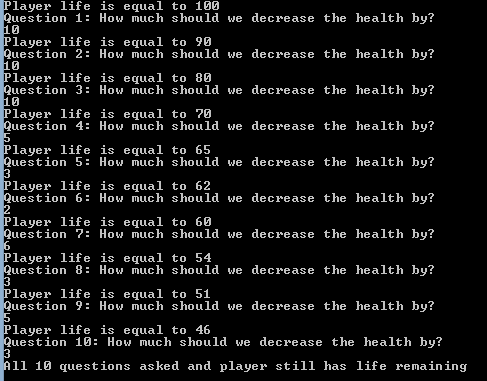 Player life is equal to 100
Question 1: How much should we decrease the health by?
10
Player life is equal to 90
Question 2: How much should we decrease the health by?
10
Player life is equal to 80
Question 3: How much should we decrease the health by?
10
Player life is equal to 70
Question 4: How much should we decrease the health by?
5
Player life is equal to 65
Question 5: How much should we decrease the health by?
3
Player life is equal to 62
Question 6: How much should we decrease the health by?
2
Player life is equal to 60
Question 7: How much should we decrease the health by?
6
Player life is equal to 54
Question 8: How much should we decrease the health by?
3
Player life is equal to 51
Question 9: How much should we decrease the health by?
5
Player life is equal to 46
Question 10: How much should we decrease the health by?
3
All 10 questions asked and player still has life remaining